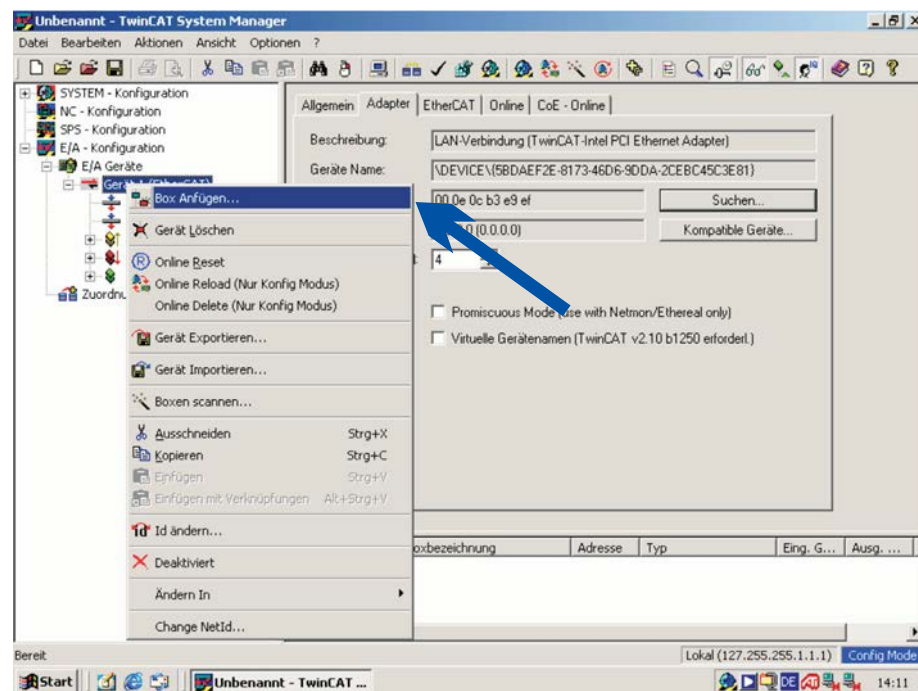 Unbenannt - TwinCAT System Manager
Datei Bearbeiten Aktionen Ansicht Optionen ?
SYSTEM - Konfiguration
NC - Konfiguration
SPS - Konfiguration
E/A - Konfiguration
E/A Geräte
Gerät 1 (EtherCAT)
Zuordnu
Allgemein Adapter EtherCAT Online CoE - Online
Beschreibung: LAN-Verbindung (TwinCAT-Intel PCI Ethernet Adapter)
Geräte Name: \DEVICE\{5BDAEF2E-8173-46D6-9DDA-2CEBC45C3E81}
00 0e 0c b3 e9 ef Suchen...
(0.0.0.0) Kompatible Geräte...
4
Promiscuous Mode (use with Netmon/Ethereal only)
Virtuelle Gerätenamen (TwinCAT v2.10 b1250 erforderl.)
Box Anfügen...
Gerät Löschen
Online Reset
Online Reload (Nur Konfig Modus)
Online Delete (Nur Konfig Modus)
Gerät Exportieren...
Gerät Importieren...
Boxen scannen...
Ausschneiden Strg+X
Kopieren Strg+C
Einfügen Strg+V
Einfügen mit Verknüpfungen Alt+Strg+V
Id ändern...
Deaktiviert
Ändern In
Change NetId...
oxbezeichnung Adresse Typ Eing. G... Ausg. ...
Bereit Lokal (127.255.255.1.1.1) Config Mode
Start Unbenannt - TwinCAT ... DE 14:11